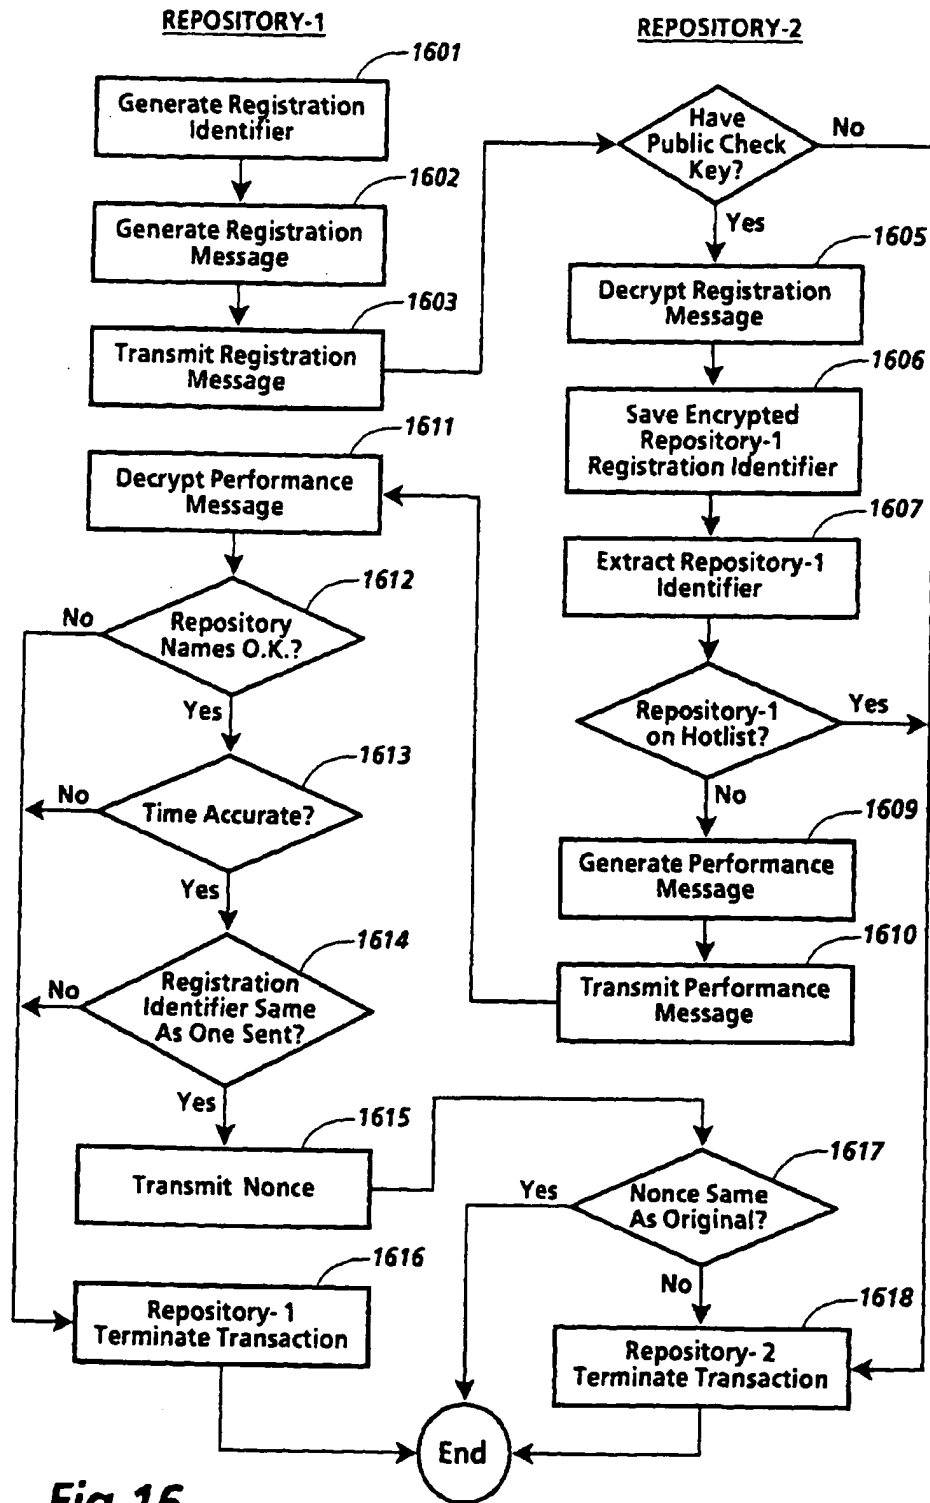 REPOSITORY-1
1601
Generate Registration
Identifier
1602
Generate Registration
Message
1603
Transmit Registration
Message
1611
Decrypt Performance
Message
1612
No
Repository
Names O.K.?
Yes
1613
No
Time Accurate?
Yes
1614
No
Registration
Identifier Same
As One Sent?
Yes
1615
Transmit Nonce
1616
Repository- 1
Terminate Transaction
REPOSITORY-2
Have
Public Check
Key?
No
Yes
1605
Decrypt Registration
Message
1606
Save Encrypted
Repository-1
Registration Identifier
1607
Extract Repository-1
Identifier
Repository-1
on Hotlist?
Yes
No
1609
Generate Performance
Message
1610
Transmit Performance
Message
1617
Yes
Nonce Same
As Original?
No
1618
Repository- 2
Terminate Transaction
End
Fig.16